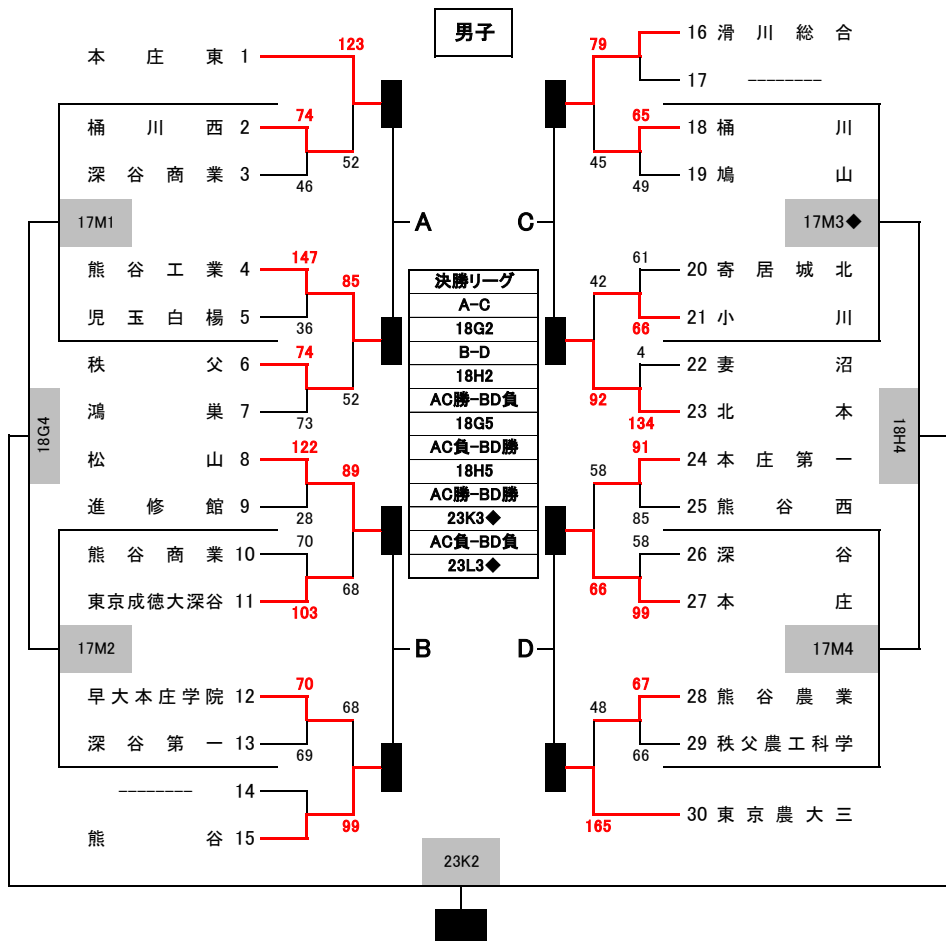 男子
本庄東 1
123
桶川西 2
74
深谷商業 3
46
52
17M1
A
熊谷工業 4
147
85
児玉白楊 5
36
秩父 6
74
52
鴻巣 7
73
18G4
松山 8
122
89
進修館 9
28
熊谷商業 10
70
68
東京成徳大深谷 11
103
17M2
B
早大本庄学院 12
70
68
深谷第一 13
69
-------- 14
熊谷 15
99
決勝リーグ
A-C
18G2
B-D
18H2
AC勝-BD負
18G5
AC負-BD勝
18H5
AC勝-BD勝
23K3◆
AC負-BD負
23L3◆
79
16 滑川総合
17 --------
65
18 桶川
45
49
19 鳩山
C
17M3◆
61
20 寄居城北
42
66
21 小川
4
22 妻沼
92
134
23 北本
18H4
91
24 本庄第一
58
85
25 熊谷西
58
26 深谷
66
99
27 本庄
D
17M4
67
28 熊谷農業
48
66
29 秩父農工科学
165
30 東京農大三
23K2